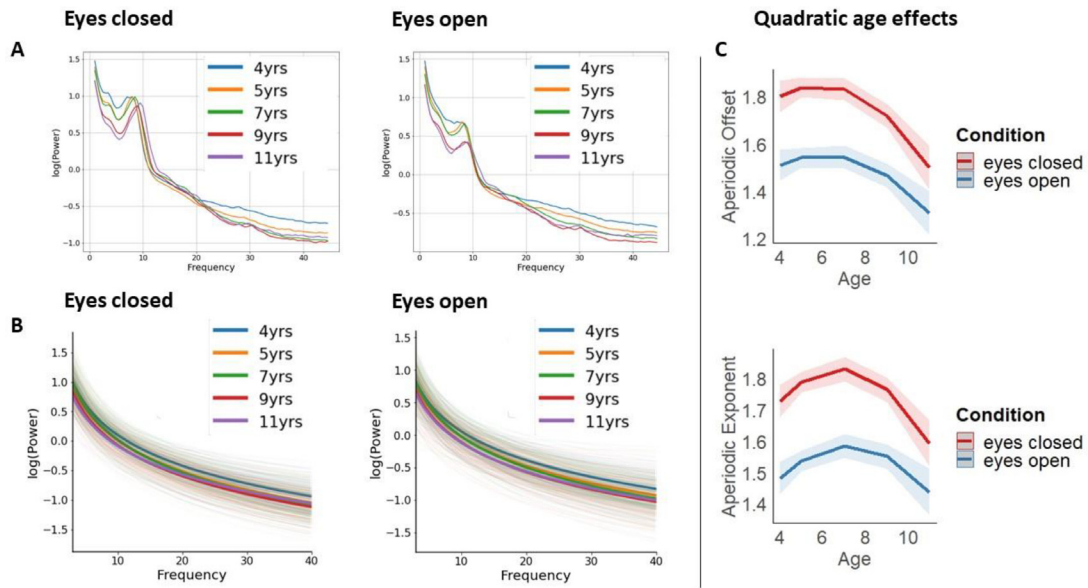 Eyes closed
Eyes open
Quadratic age effects
A
1.5
1.0
0.5
0.0
−0.5
−1.0
log(Power)
0
10
20
30
40
Frequency
4yrs
5yrs
7yrs
9yrs
11yrs
1.5
1.0
0.5
0.0
−0.5
log(Power)
0
10
20
30
40
Frequency
4yrs
5yrs
7yrs
9yrs
11yrs
C
1.8
1.6
1.4
1.2
Aperiodic Offset
4
6
8
10
Age
Condition
eyes closed
eyes open
Eyes closed
Eyes open
B
1.5
1.0
0.5
0.0
−0.5
−1.0
−1.5
log(Power)
10
20
30
40
Frequency
4yrs
5yrs
7yrs
9yrs
11yrs
1.5
1.0
0.5
0.0
−0.5
−1.0
−1.5
log(Power)
10
20
30
40
Frequency
4yrs
5yrs
7yrs
9yrs
11yrs
1.8
1.7
1.6
1.5
1.4
Aperiodic Exponent
4
6
8
10
Age
Condition
eyes closed
eyes open